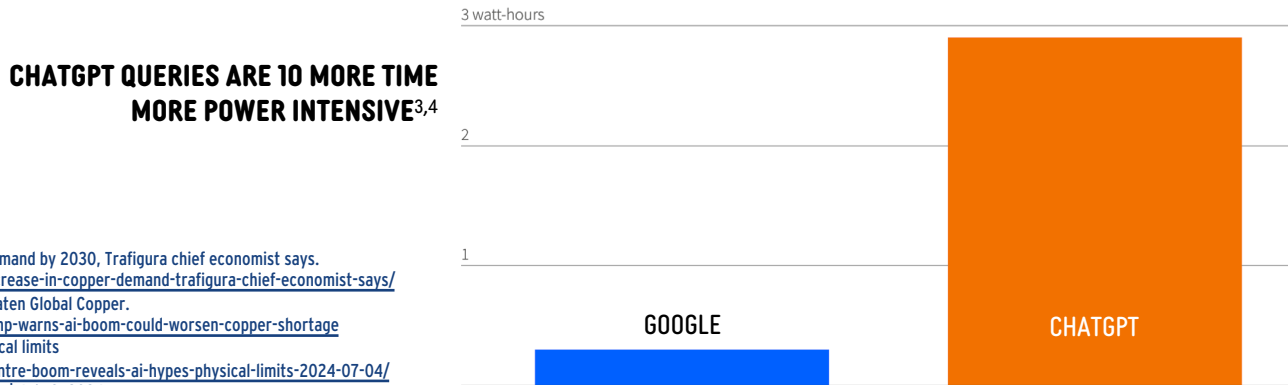 3 watt-hours
CHATGPT QUERIES ARE 10 MORE TIME
MORE POWER INTENSIVE3,4
2
1
GOOGLE
CHATGPT
mand by 2030, Trafigura chief economist says.
rease-in-copper-demand-trafigura-chief-economist-says/
aten Global Copper.
np-warns-ai-boom-could-worsen-copper-shortage
cal limits
ntre-boom-reveals-ai-hypes-physical-limits-2024-07-04/